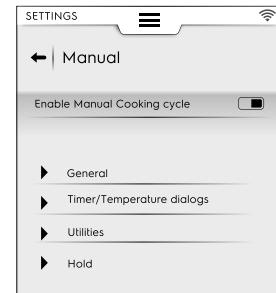 SETTINGS
Manual
Enable Manual Cooking cycle
General
Timer/Temperature dialogs
Utilities
Hold